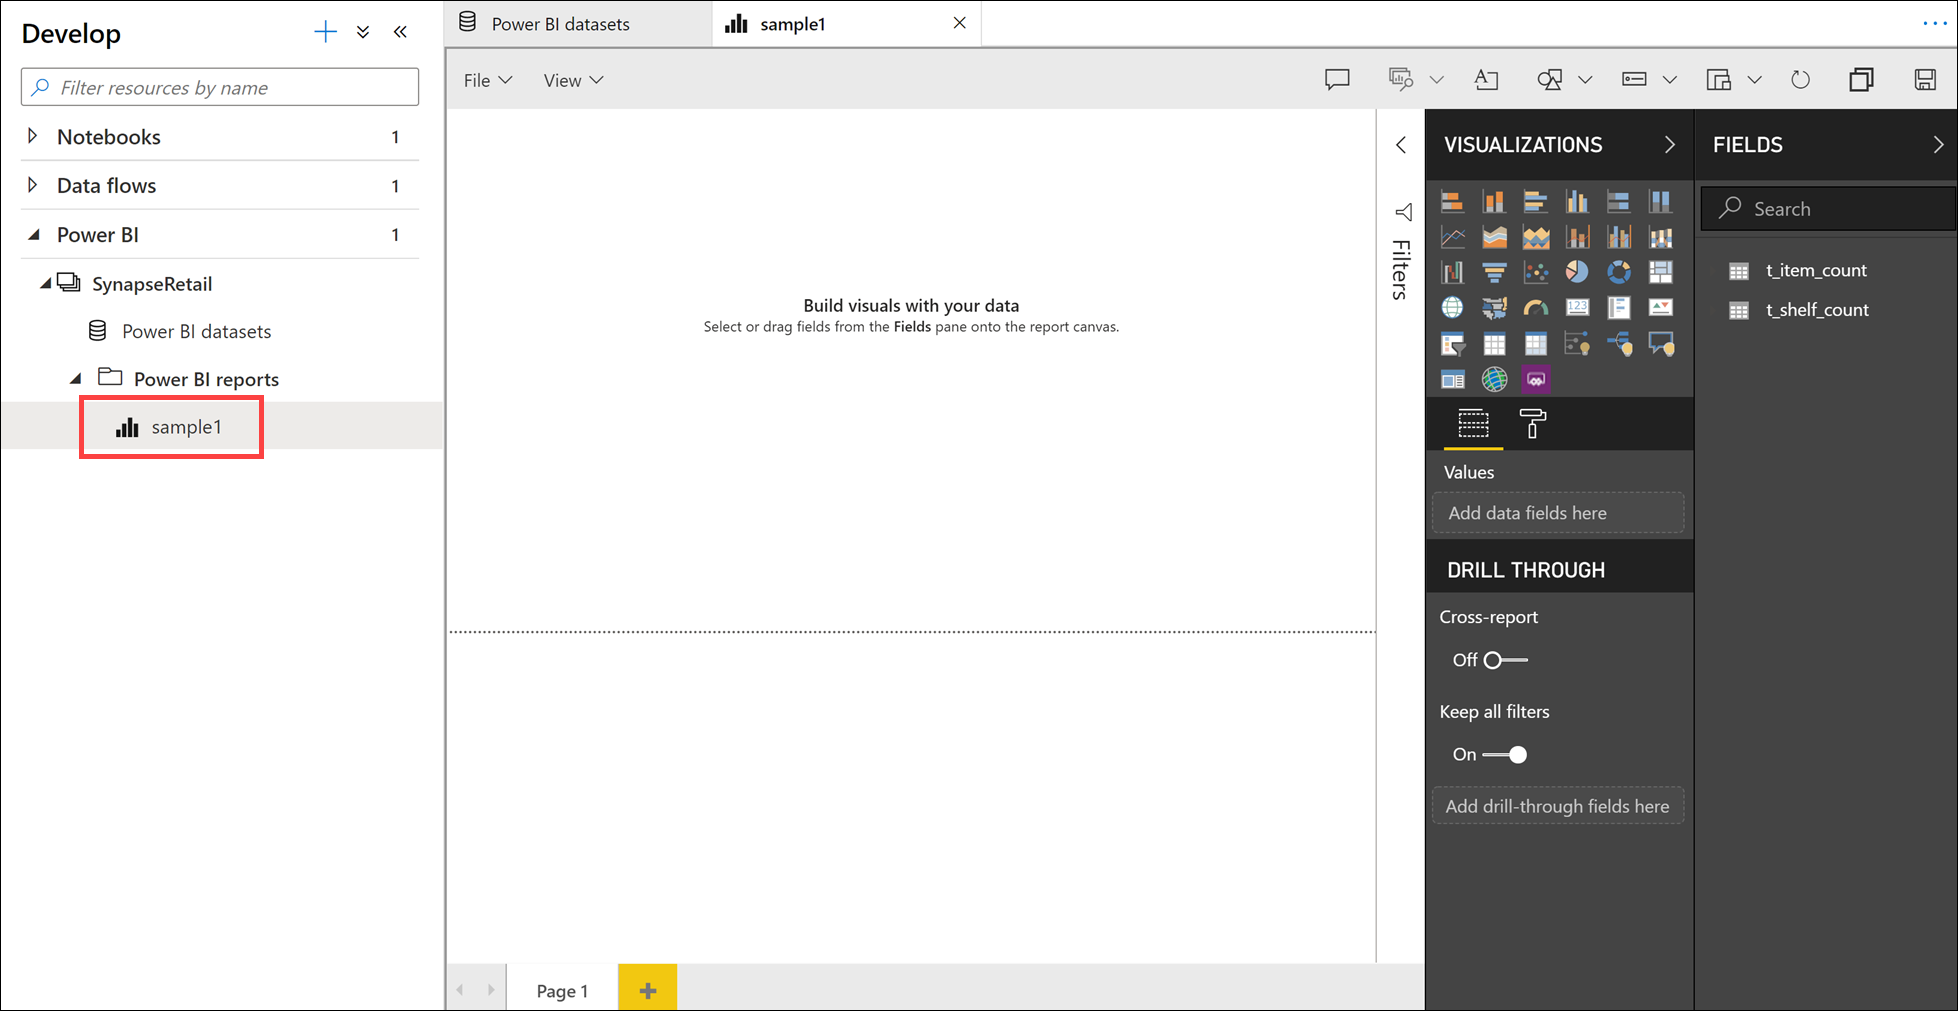 Develop
Filter resources by name
Notebooks 1
Data flows 1
Power BI 1
SynapseRetail
Power BI datasets
Power BI reports
sample1
Power BI datasets
sample1
File
View
Build visuals with your data
Select or drag fields from the Fields pane onto the report canvas.
Page 1
Filters
VISUALIZATIONS
123
Values
Add data fields here
DRILL THROUGH
Cross-report
Off
Keep all filters
On
Add drill-through fields here
FIELDS
Search
t_item_count
t_shelf_count